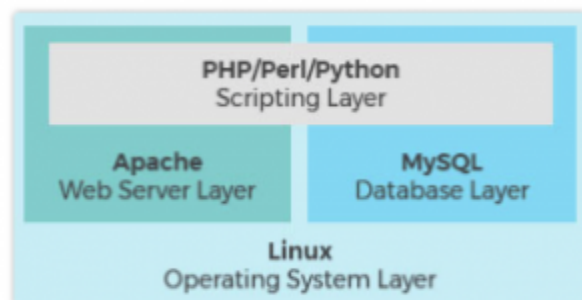 PHP/Perl/Python
Scripting Layer
Apache
Web Server Layer
MySQL
Database Layer
Linux
Operating System Layer